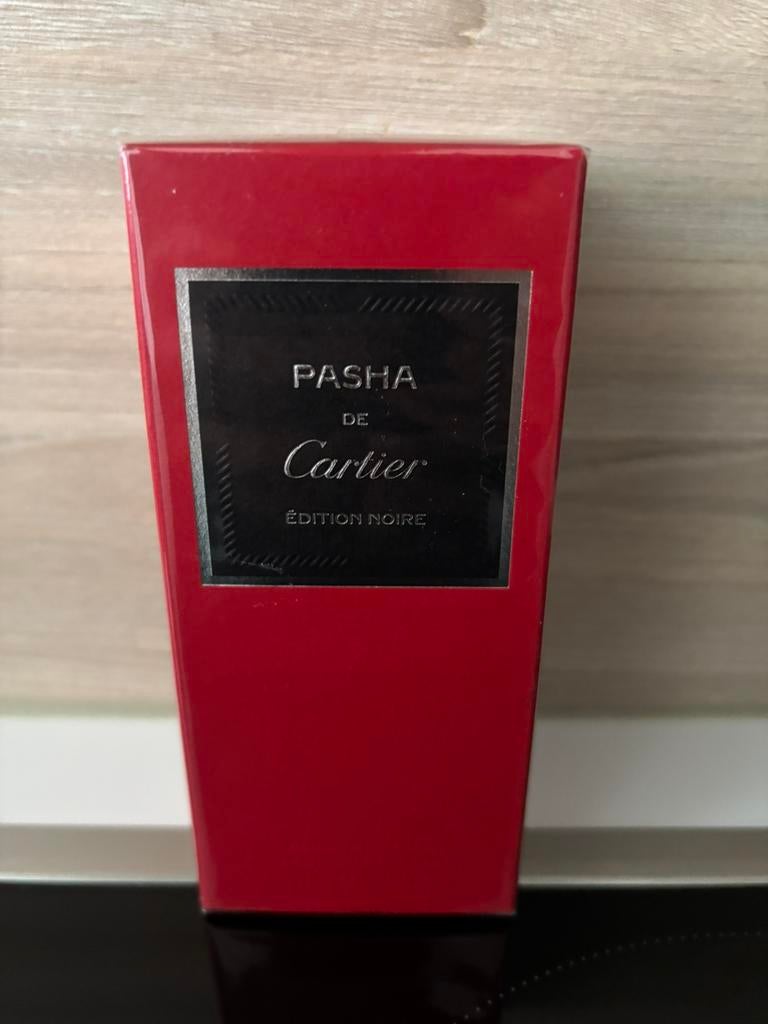 PASHA
DE
Cartier
ÉDITION NOIRE